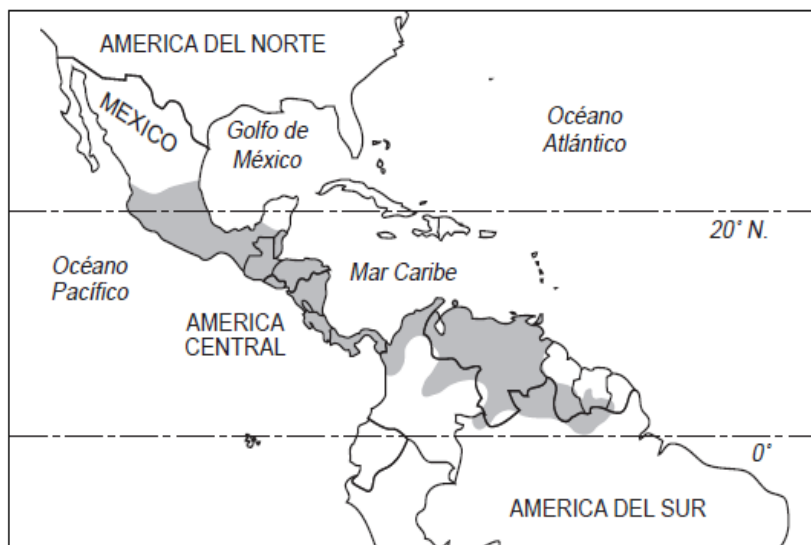 AMERICA DEL NORTE
MEXICO
Golfo de
México
Océano
Atlántico
20° N.
Océano
Pacífico
Mar Caribe
AMERICA
CENTRAL
0°
AMERICA DEL SUR